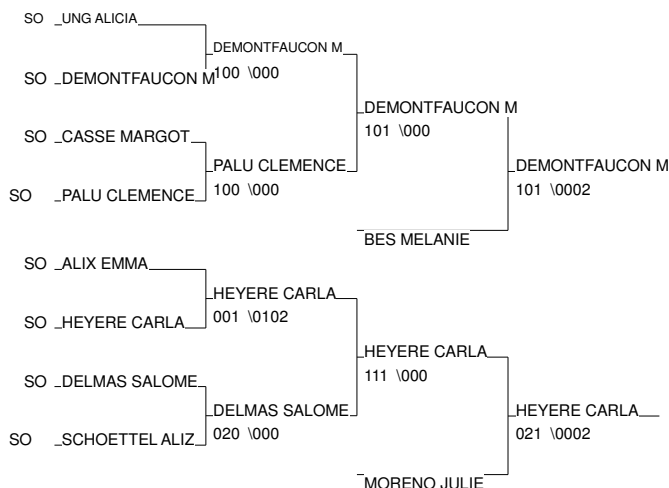 SO UNG ALICIA
DEMONTFAUCON M
SO DEMONTFAUCON M 100 \000
DEMONTFAUCON M
SO CASSE MARGOT 101 \000
PALU CLEMENCE
DEMONTFAUCON M
SO PALU CLEMENCE 100 \000
101 \0002
BES MELANIE
SO ALIX EMMA
HEYERE CARLA
SO HEYERE CARLA 001 \0102
HEYERE CARLA
SO DELMAS SALOME 111 \000
DELMAS SALOME
HEYERE CARLA
SO SCHOETTEL ALIZ 020 \000
021 \0002
MORENO JULIE